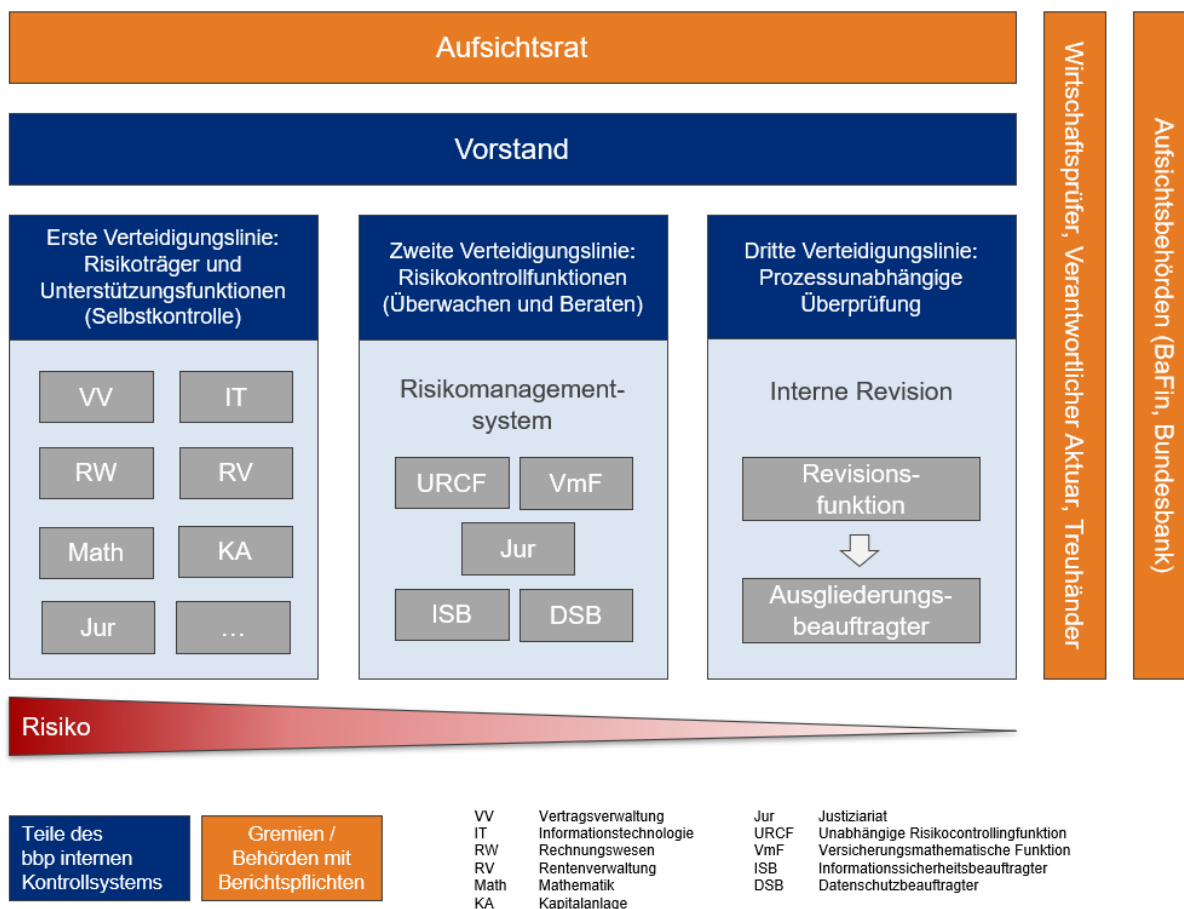 Aufsichtsrat
Vorstand
Erste Verteidigungslinie:
Risikoträger und
Unterstützungsfunktionen
(Selbstkontrolle)
VV
IT
RW
RV
Math
KA
Jur
...
Zweite Verteidigungslinie:
Risikokontrollfunktionen
(Überwachen und Beraten)
Risikomanagement-
system
URCF
VmF
Jur
ISB
DSB
Dritte Verteidigungslinie:
Prozessunabhängige
Überprüfung
Interne Revision
Revisions-
funktion
Ausgliederungs-
beauftragter
Wirtschaftsprüfer, Verantwortlicher Aktuar, Treuhänder
Aufsichtsbehörden (BaFin, Bundesbank)
Risiko
Teile des
bbp internen
Kontrollsystems
Gremien /
Behörden mit
Berichtspflichten
VV Vertragsverwaltung
IT Informationstechnologie
RW Rechnungswesen
RV Rentenverwaltung
Math Mathematik
KA Kapitalanlage
Jur Justiziariat
URCF Unabhängige Risikocontrollingfunktion
VmF Versicherungsmathematische Funktion
ISB Informationssicherheitsbeauftragter
DSB Datenschutzbeauftragter